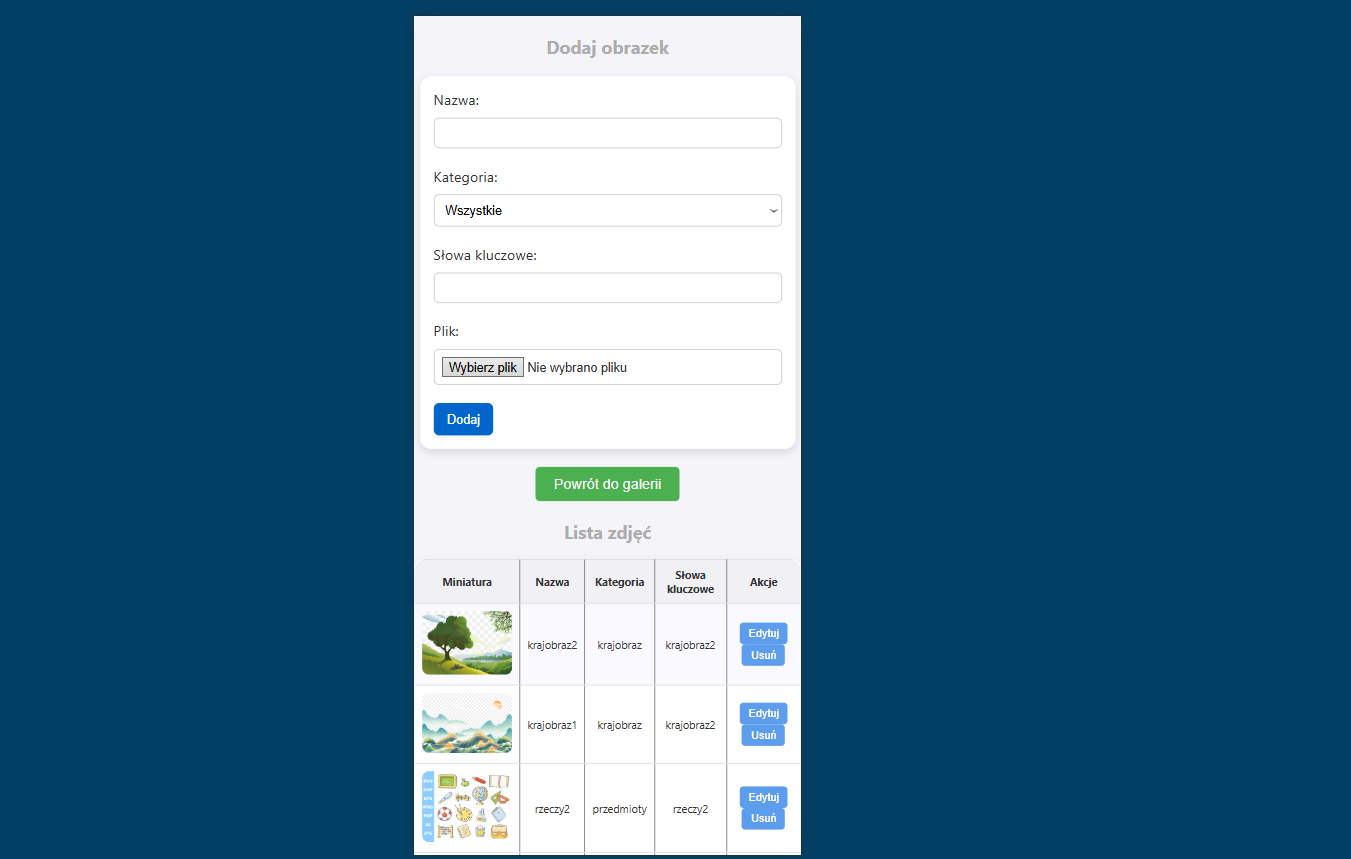 Dodaj obrazek
Nazwa:
Kategoria:
Wszystkie
Słowa kluczowe:
Plik:
Wybierz plik Nie wybrano pliku
Dodaj
Powrót do galerii
Lista zdjęć
Miniatura Nazwa Kategoria Słowa kluczowe Akcje
krajobraz2 krajobraz krajobraz2 Edytuj
Usuń
krajobraz1 krajobraz krajobraz2 Edytuj
Usuń
rzeczy2 przedmioty rzeczy2 Edytuj
Usuń